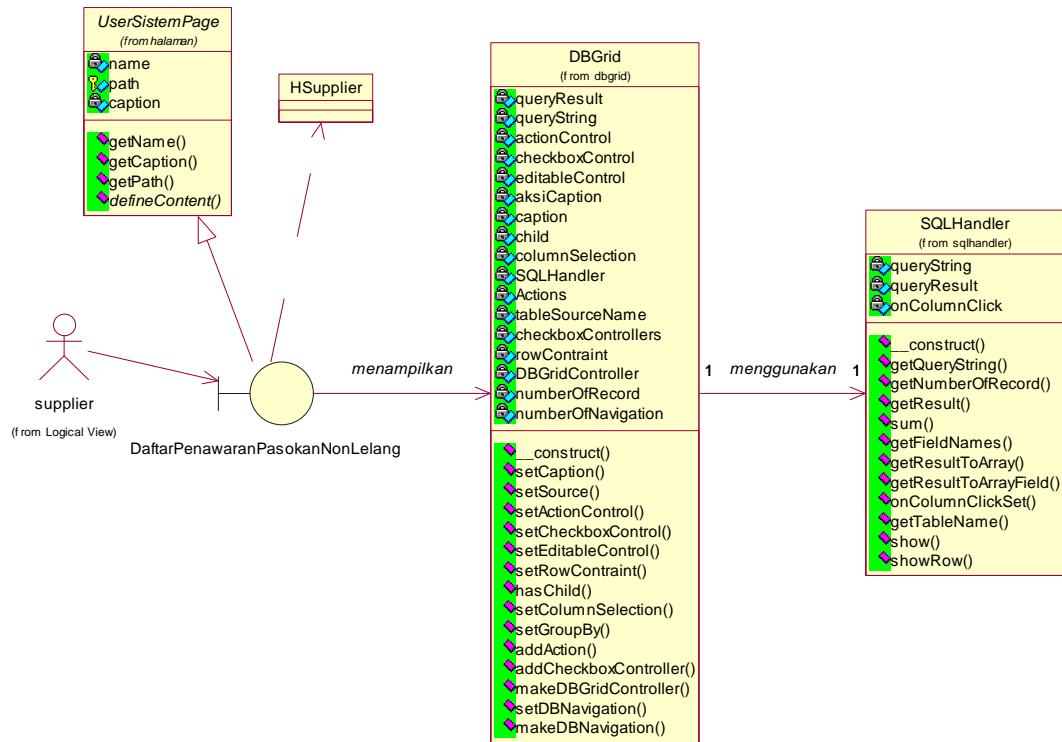 UserSistemPage
(from halaman)
name
path
caption
getName()
getCaption()
getPath()
defineContent()
HSupplier
supplier
(from Logical View)
DaftarPenawaranPasokanNonLelang
menampilkan
DBGrid
(from dbgrid)
queryResult
queryString
actionControl
checkboxControl
editableControl
aksiCaption
caption
child
columnSelection
SQLHandler
Actions
tableSourceName
checkboxControllers
rowContraint
DBGridController
numberOfRecord
numberOfNavigation
__construct()
setCaption()
setSource()
setActionControl()
setCheckboxControl()
setEditableControl()
setRowContraint()
hasChild()
setColumnSelection()
setGroupBy()
addAction()
addCheckboxController()
makeDBGridController()
setDBNavigation()
makeDBNavigation()
1 menggunakan 1
SQLHandler
(from sqlhandler)
queryString
queryResult
onColumnClick
__construct()
getQueryString()
getNumberOfRecord()
getResult()
sum()
getFieldNames()
getResultToArray()
getResultToArrayField()
onColumnClickSet()
getTableName()
show()
showRow()